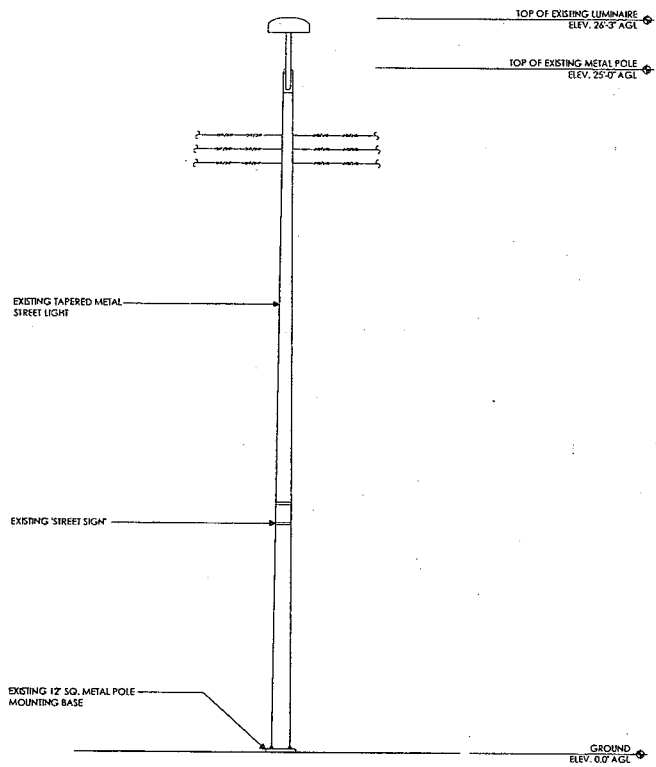 TOP OF EXISTING LUMINAIRE
ELEV. 26'-3" AGL
TOP OF EXISTING METAL POLE
ELEV. 25'-0" AGL
EXISTING TAPERED METAL
STREET LIGHT
EXISTING 'STREET SIGN'
EXISTING 12" SQ. METAL POLE
MOUNTING BASE
GROUND
ELEV. 0.0' AGL